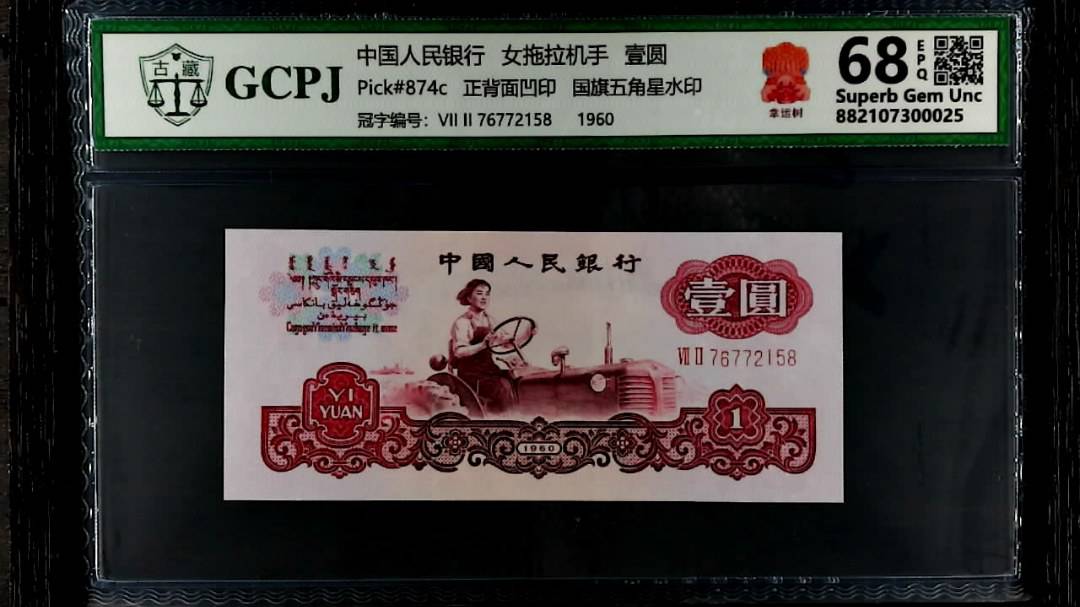 古藏
GCPJ
中国人民银行 女拖拉机手 壹圆
Pick#874c 正背面凹印 国旗五角星水印
冠字编号: VII II 76772158 1960
幸运树
68 EPQ
Superb Gem Unc
882107300025
中國人民銀行
壹圓
VII II 76772158
YI
YUAN
1960
1